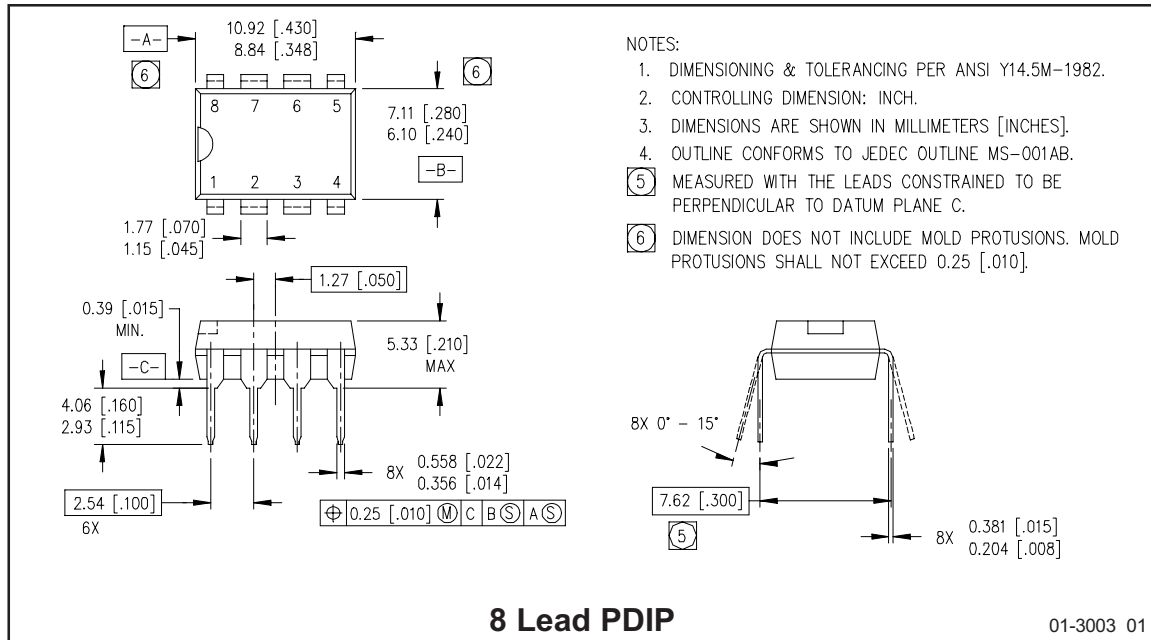 10.92 [.430]
8.84 [.348]
-A-
6
6
8 7 6 5
7.11 [.280]
6.10 [.240]
-B-
1 2 3 4
1.77 [.070]
1.15 [.045]
1.27 [.050]
0.39 [.015]
MIN.
5.33 [.210]
MAX
-C-
4.06 [.160]
2.93 [.115]
8X 0.558 [.022]
0.356 [.014]
2.54 [.100]
6X
⌖ 0.25 [.010] Ⓜ C B Ⓢ A Ⓢ
NOTES:
1. DIMENSIONING & TOLERANCING PER ANSI Y14.5M-1982.
2. CONTROLLING DIMENSION: INCH.
3. DIMENSIONS ARE SHOWN IN MILLIMETERS [INCHES].
4. OUTLINE CONFORMS TO JEDEC OUTLINE MS-001AB.
5 MEASURED WITH THE LEADS CONSTRAINED TO BE
PERPENDICULAR TO DATUM PLANE C.
6 DIMENSION DOES NOT INCLUDE MOLD PROTUSIONS. MOLD
PROTUSIONS SHALL NOT EXCEED 0.25 [.010].
8X 0° - 15°
7.62 [.300]
5
8X 0.381 [.015]
0.204 [.008]
8 Lead PDIP
01-3003 01